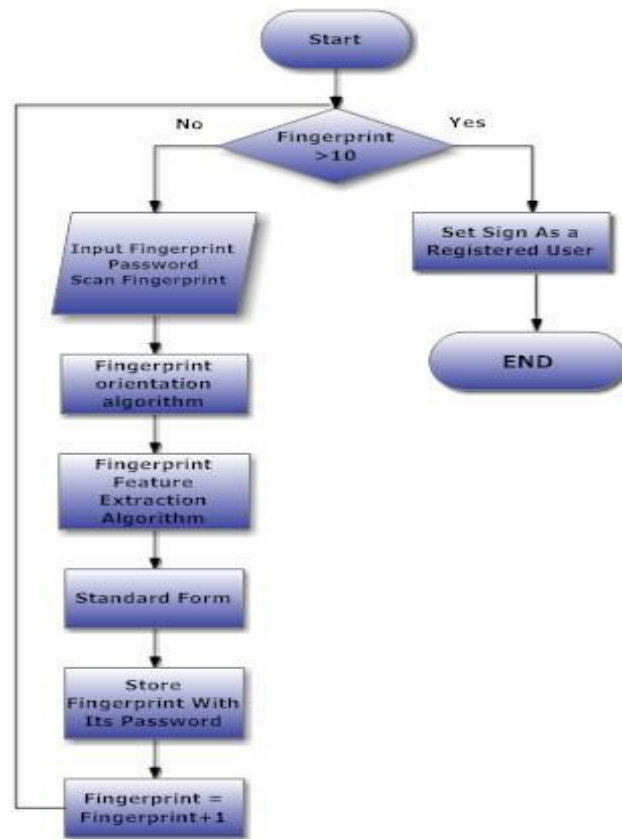 Start
No
Yes
Fingerprint
>10
Input Fingerprint
Password
Scan Fingerprint
Set Sign As a
Registered User
END
Fingerprint
orientation
algorithm
Fingerprint
Feature
Extraction
Algorithm
Standard Form
Store
Fingerprint With
Its Password
Fingerprint =
Fingerprint+1